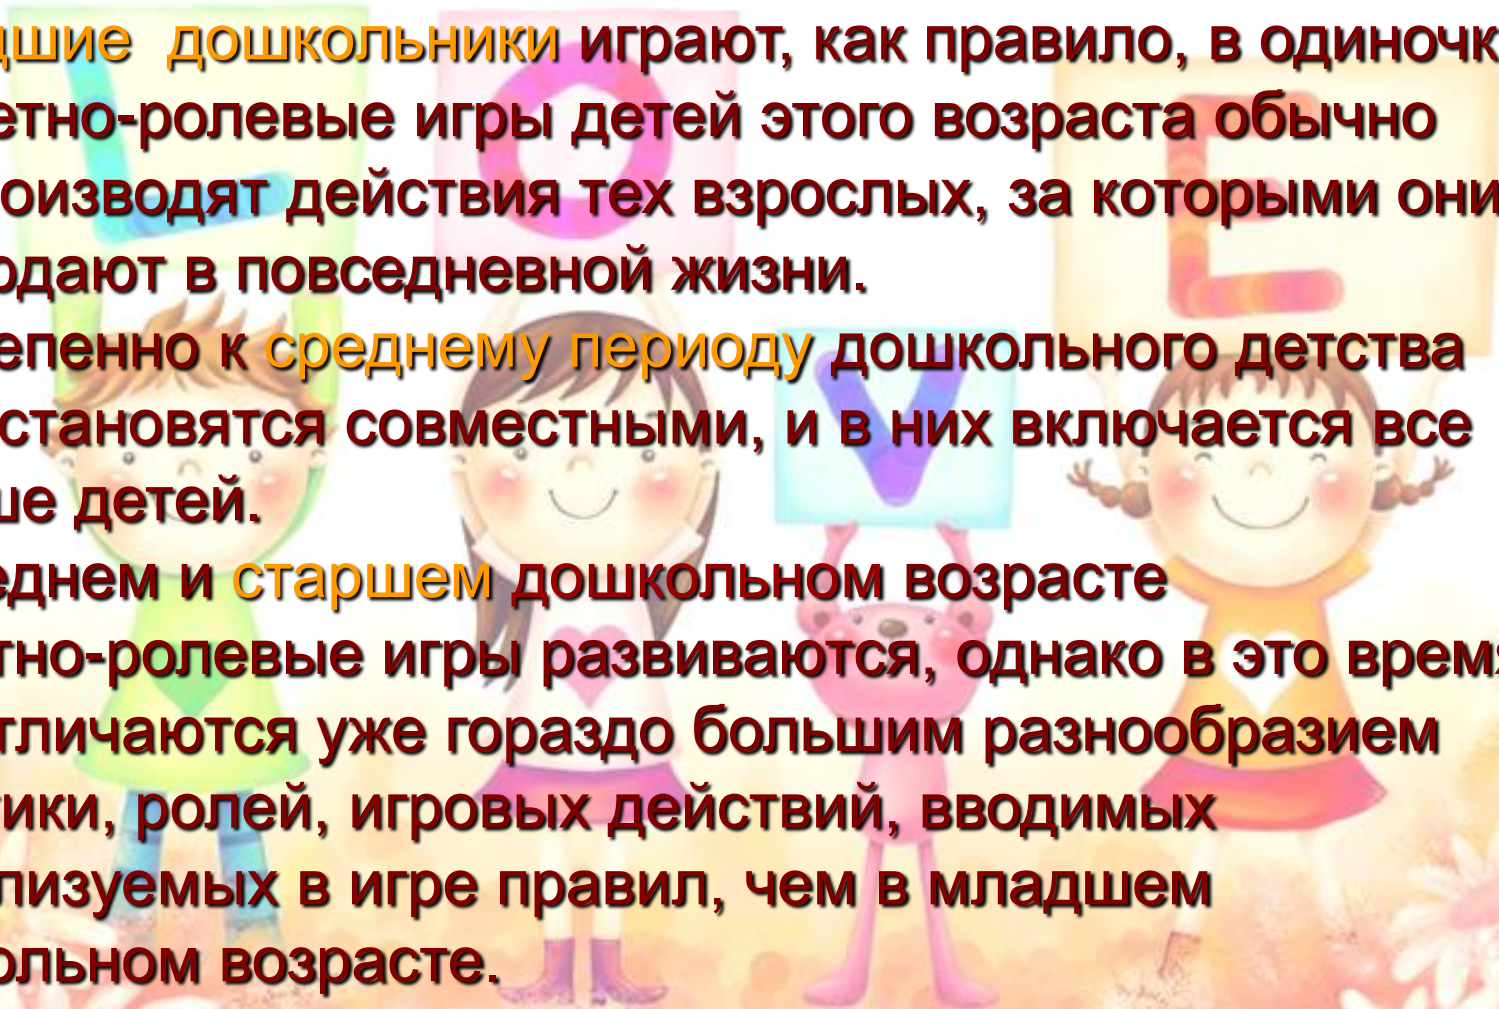 дшие дошкольники играют, как правило, в одиночк
етно-ролевые игры детей этого возраста обычно
оизводят действия тех взрослых, за которыми они
юдают в повседневной жизни.
епенно к среднему периоду дошкольного детства
становятся совместными, и в них включается все
ше детей.
еднем и старшем дошкольном возрасте
тно-ролевые игры развиваются, однако в это время
тличаются уже гораздо большим разнообразием
тики, ролей, игровых действий, вводимых
лизуемых в игре правил, чем в младшем
ольном возрасте.
L O V E